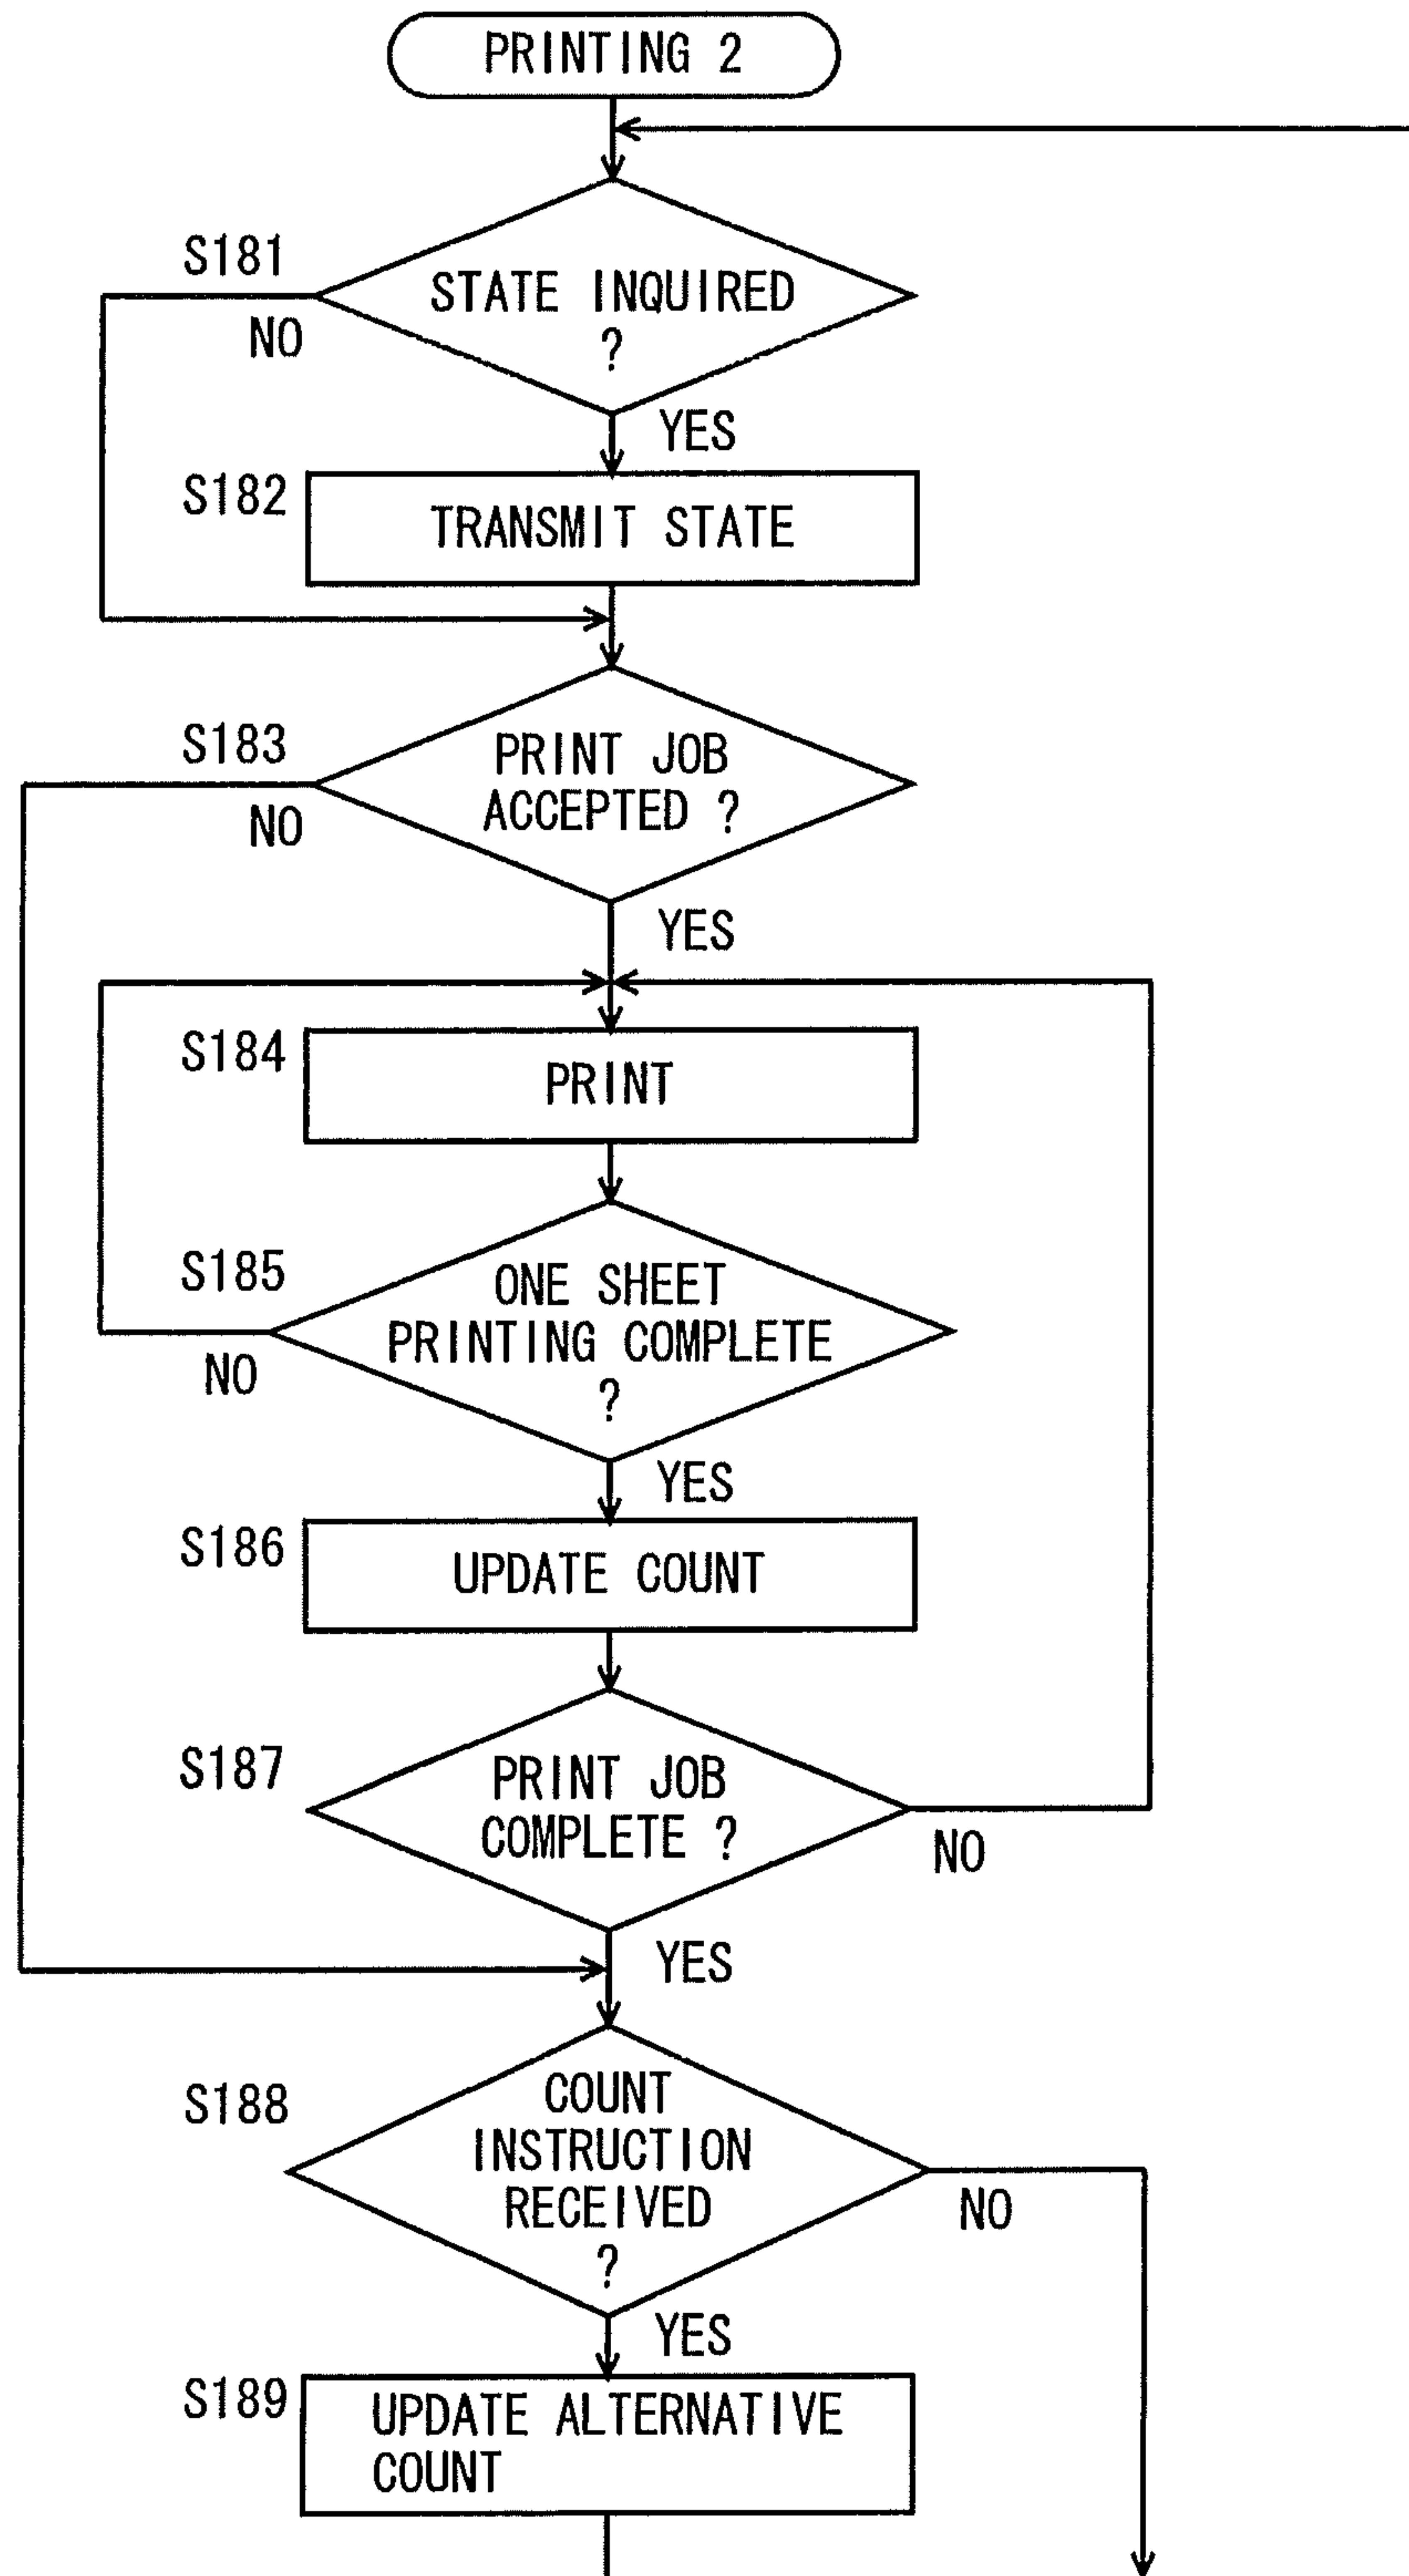 PRINTING 2
S181
STATE INQUIRED
?
NO
YES
S182
TRANSMIT STATE
S183
PRINT JOB
ACCEPTED ?
NO
YES
S184
PRINT
S185
ONE SHEET
PRINTING COMPLETE
?
NO
YES
S186
UPDATE COUNT
S187
PRINT JOB
COMPLETE ?
NO
YES
S188
COUNT
INSTRUCTION
RECEIVED
?
NO
YES
S189
UPDATE ALTERNATIVE
COUNT